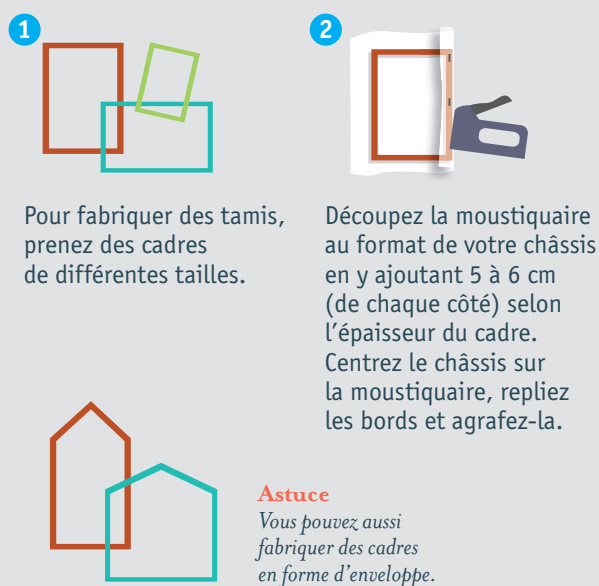 1
Pour fabriquer des tamis,
prenez des cadres
de différentes tailles.
2
Découpez la moustiquaire
au format de votre châssis
en y ajoutant 5 à 6 cm
(de chaque côté) selon
l'épaisseur du cadre.
Centrez le châssis sur
la moustiquaire, repliez
les bords et agrafez-la.
Astuce
Vous pouvez aussi
fabriquer des cadres
en forme d'enveloppe.